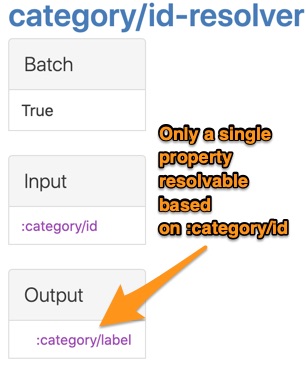 category/id-resolver
Batch
True
Only a single
property
resolvable
based
on :category/id
Input
:category/id
Output
:category/label